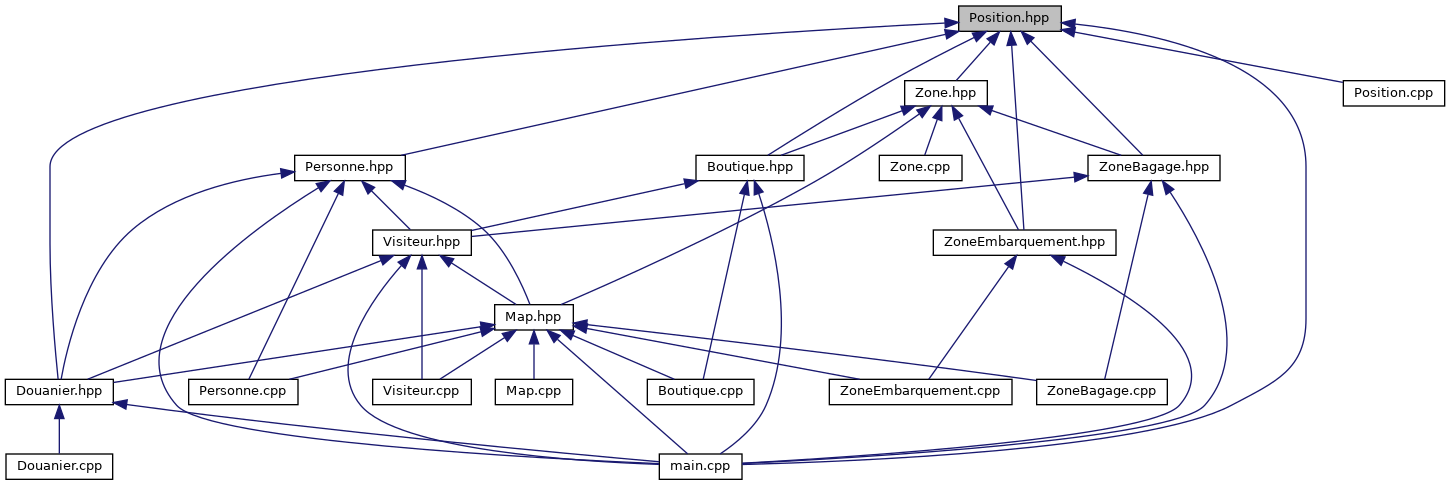 Position.hpp
Zone.hpp
Position.cpp
Personne.hpp
Boutique.hpp
Zone.cpp
ZoneBagage.hpp
Visiteur.hpp
ZoneEmbarquement.hpp
Map.hpp
Douanier.hpp
Personne.cpp
Visiteur.cpp
Map.cpp
Boutique.cpp
ZoneEmbarquement.cpp
ZoneBagage.cpp
Douanier.cpp
main.cpp